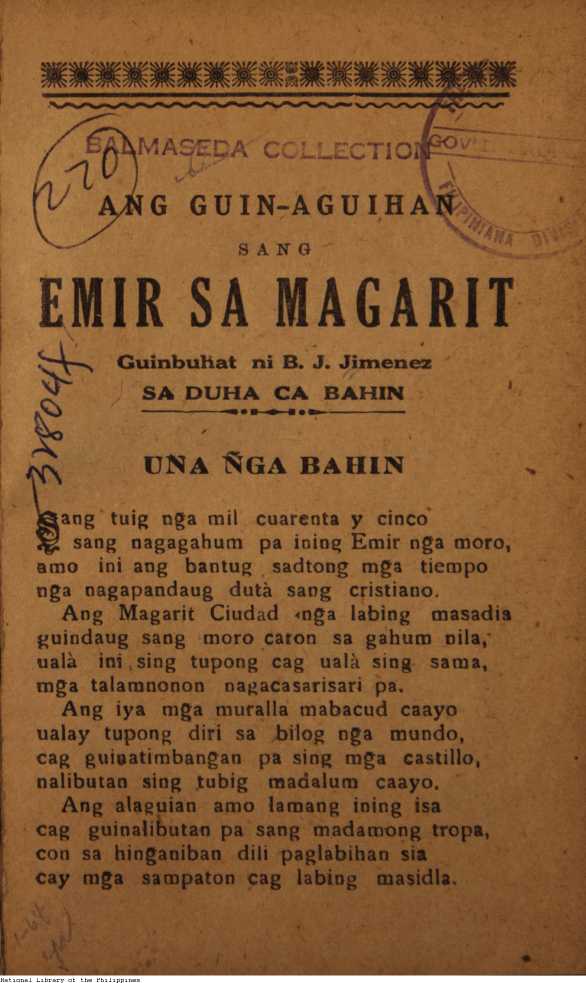 BALMASEDA COLLECTION
270
ANG GUIN-AGUIHAN
SANG
EMIR SA MAGARIT
Guinbuhat ni B. J. Jimenez
SA DUHA CA BAHIN
32804f
UNA ÑGA BAHIN
Sang tuig nga mil cuarenta y cinco
sang nagagahum pa ining Emir nga moro,
amo ini ang bantug sadtong mga tiempo
nga nagapandaug dutà sang cristiano.
Ang Magarit Ciudad nga labing masadia
guindaug sang moro caron sa gahum nila,
ualà ini sing tupong cag ualà sing sama,
mga talamnonon nagacasarisari pa.
Ang iya mga muralla mabacud caayo
ualay tupong diri sa bilog nga mundo,
cag guinatimbangan pa sing mga castillo,
nalibutan sing tubig madalum caayo.
Ang alaguian amo lamang ining isa
cag guinalibutan pa sang madamong tropa,
con sa hinganiban dili paglabihan sia
cay mga sampaton cag labing masidla.
FILIPINIANA DIVISION
National Library of the Philippines